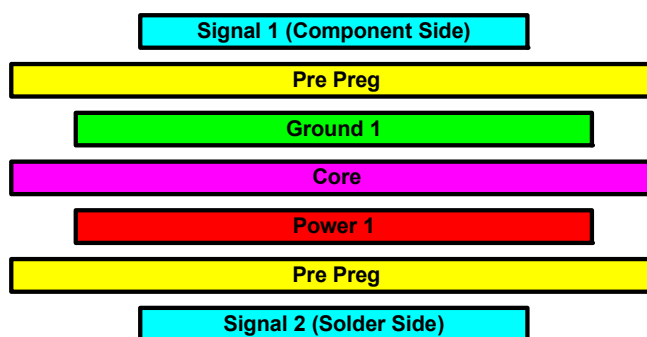 Signal 1 (Component Side)
Pre Preg
Ground 1
Core
Power 1
Pre Preg
Signal 2 (Solder Side)